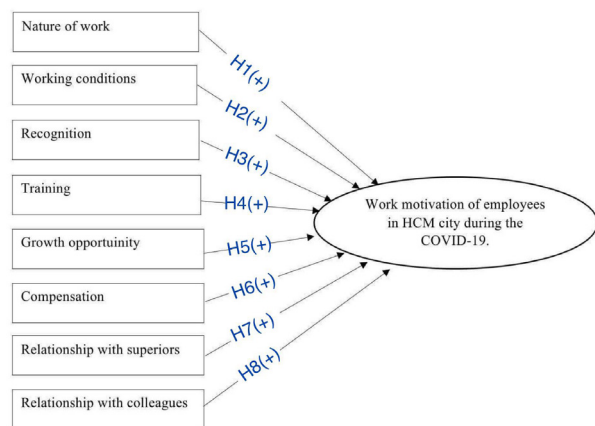 Nature of work
H1(+)
Working conditions
H2(+)
Recognition
H3(+)
Training
H4(+)
Growth opportuinity
H5(+)
Compensation
H6(+)
Relationship with superiors
H7(+)
Relationship with colleagues
H8(+)
Work motivation of employees
in HCM city during the
COVID-19.